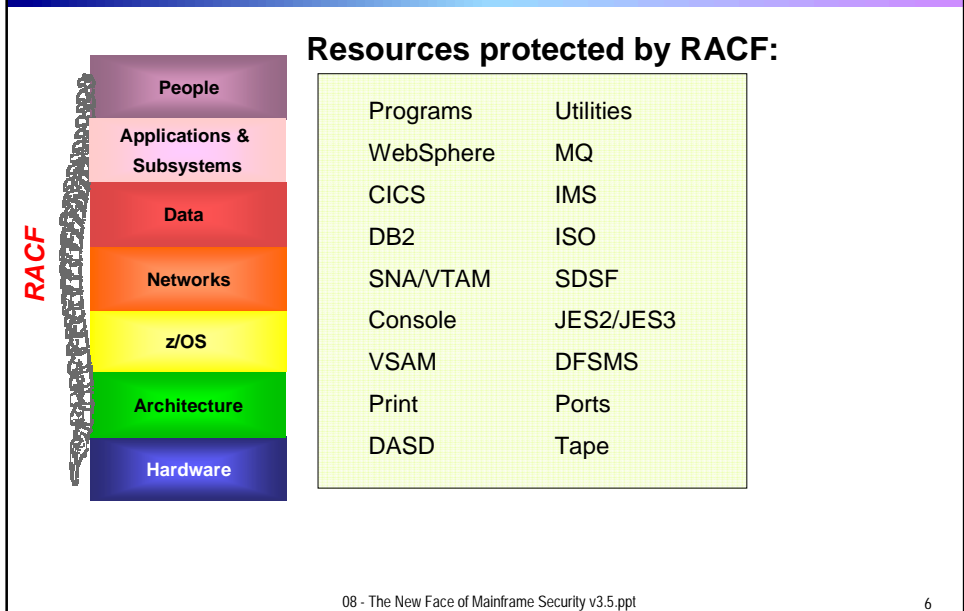 Resources protected by RACF:
RACF
People
Applications &
Subsystems
Data
Networks
z/OS
Architecture
Hardware
Programs Utilities
WebSphere MQ
CICS IMS
DB2 ISO
SNA/VTAM SDSF
Console JES2/JES3
VSAM DFSMS
Print Ports
DASD Tape
08 - The New Face of Mainframe Security v3.5.ppt 6